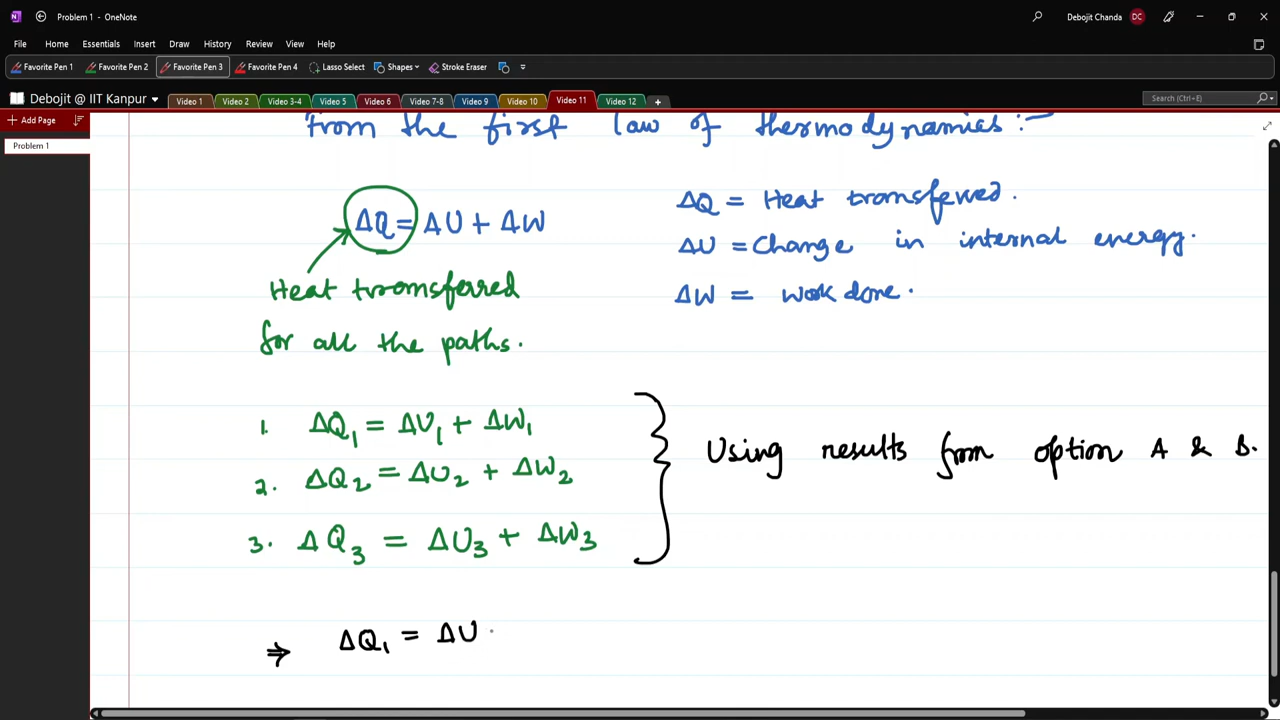 Problem 1 - OneNote
Debojit Chanda DC
File Home Essentials Insert Draw History Review View Help
Favorite Pen 1 Favorite Pen 2 Favorite Pen 3 Favorite Pen 4 Lasso Select Shapes Stroke Eraser
Debojit @ IIT Kanpur Video 1 Video 2 Video 3-4 Video 5 Video 6 Video 7-8 Video 9 Video 10 Video 11 Video 12 + Search (Ctrl+E)
+ Add Page
Problem 1
From the first law of thermodynamics :-
ΔQ = ΔU + ΔW
Heat transferred
for all the paths.
ΔQ = Heat transferred.
ΔU = Change in internal energy.
ΔW = work done.
1. ΔQ₁ = ΔU₁ + ΔW₁
2. ΔQ₂ = ΔU₂ + ΔW₂
3. ΔQ₃ = ΔU₃ + ΔW₃
Using results from option A & B.
⇒ ΔQ₁ = ΔU